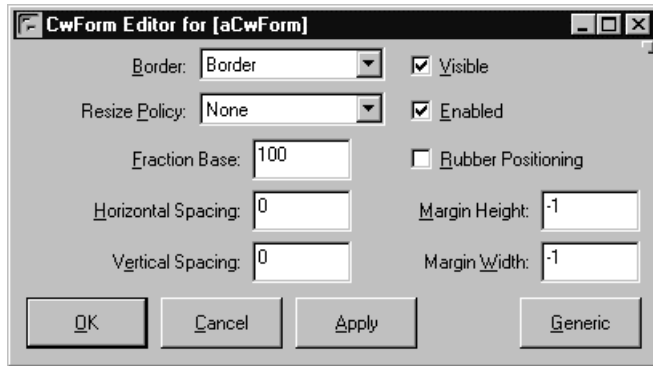 CwForm Editor for [aCwForm]
Border: Border Visible
Resize Policy: None Enabled
Fraction Base: 100 Rubber Positioning
Horizontal Spacing: 0 Margin Height: -1
Vertical Spacing: 0 Margin Width: -1
OK Cancel Apply Generic